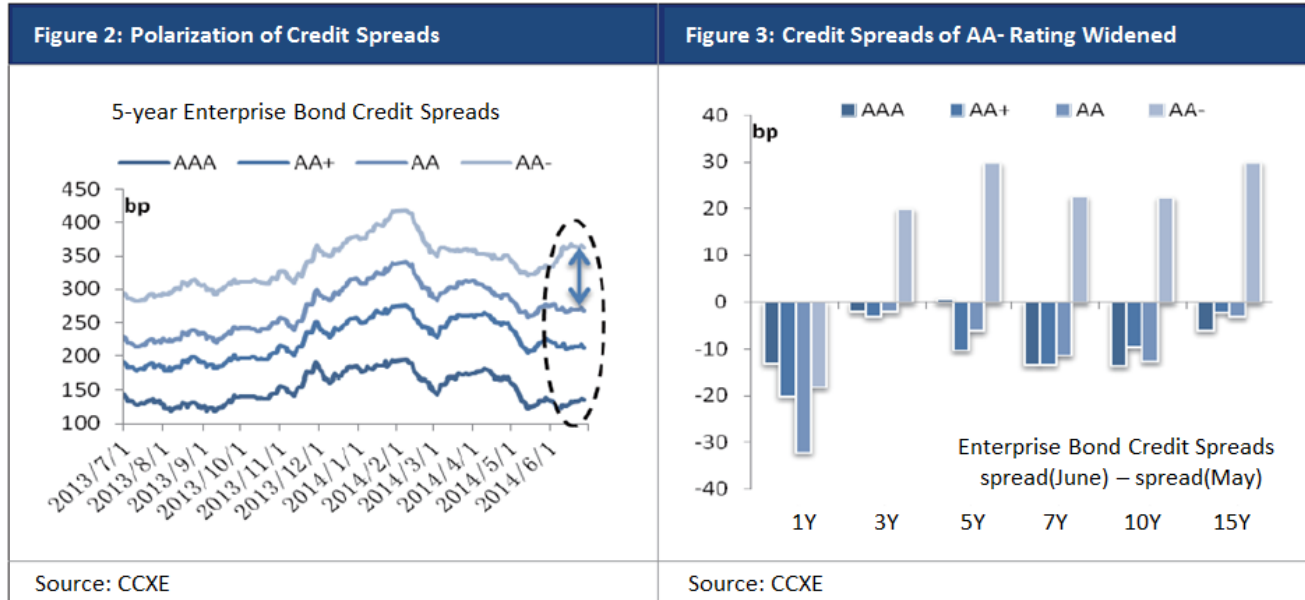 Figure 2: Polarization of Credit Spreads
5-year Enterprise Bond Credit Spreads
AAA AA+ AA AA-
bp
450
400
350
300
250
200
150
100
2013/7/1
2013/8/1
2013/9/1
2013/10/1
2013/11/1
2013/12/1
2014/1/1
2014/2/1
2014/3/1
2014/4/1
2014/5/1
2014/6/1
Source: CCXE
Figure 3: Credit Spreads of AA- Rating Widened
AAA AA+ AA AA-
bp
40
30
20
10
0
-10
-20
-30
-40
Enterprise Bond Credit Spreads
spread(June) – spread(May)
1Y 3Y 5Y 7Y 10Y 15Y
Source: CCXE